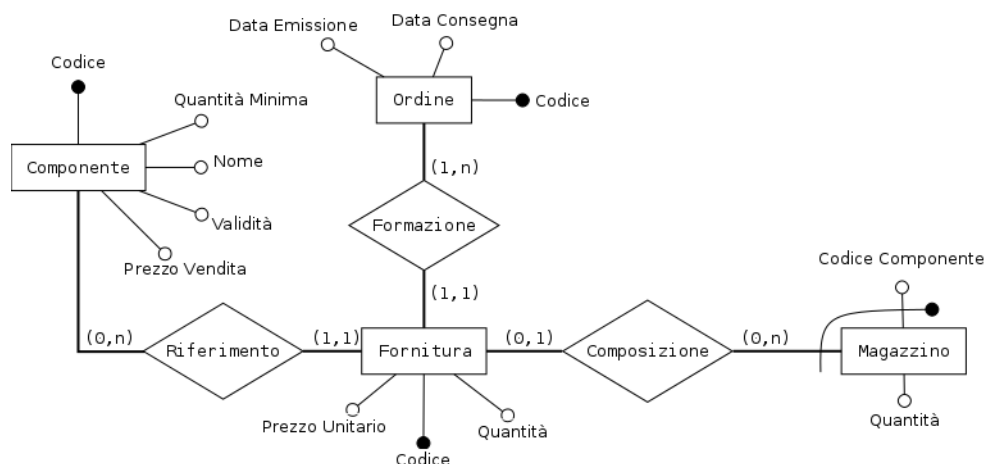 Data Emissione
Data Consegna
Codice
Quantità Minima
Ordine
Codice
Componente
Nome
(1,n)
Validità
Formazione
Prezzo Vendita
Codice Componente
(1,1)
(0,n)
Riferimento
(1,1)
Fornitura
(0,1)
Composizione
(0,n)
Magazzino
Prezzo Unitario
Quantità
Quantità
Codice